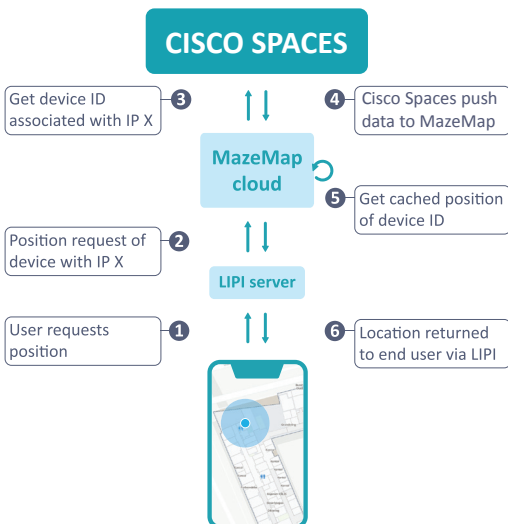 CISCO SPACES
Get device ID
associated with IP X
3
4
Cisco Spaces push
data to MazeMap
MazeMap
cloud
5
Get cached position
of device ID
Position request of
device with IP X
2
LIPI server
User requests
position
1
6
Location returned
to end user via LIPI